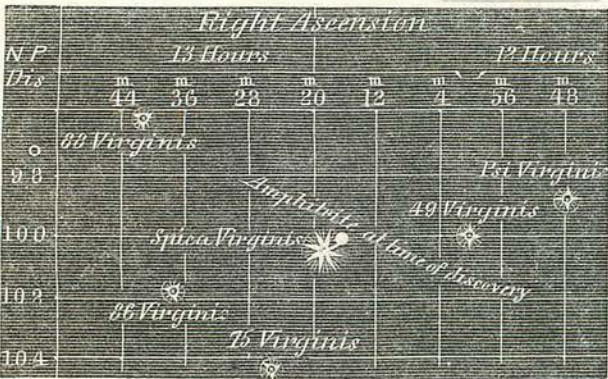 Right Ascension
N P
Dis
13 Hours
12 Hours
m m m m m m m m
44 36 28 20 12 4 56 48
88 Virginis
98
Psi Virginis
Amphitrite at time of discovery
49 Virginis
100
Spica Virginis
102
86 Virginis
75 Virginis
104